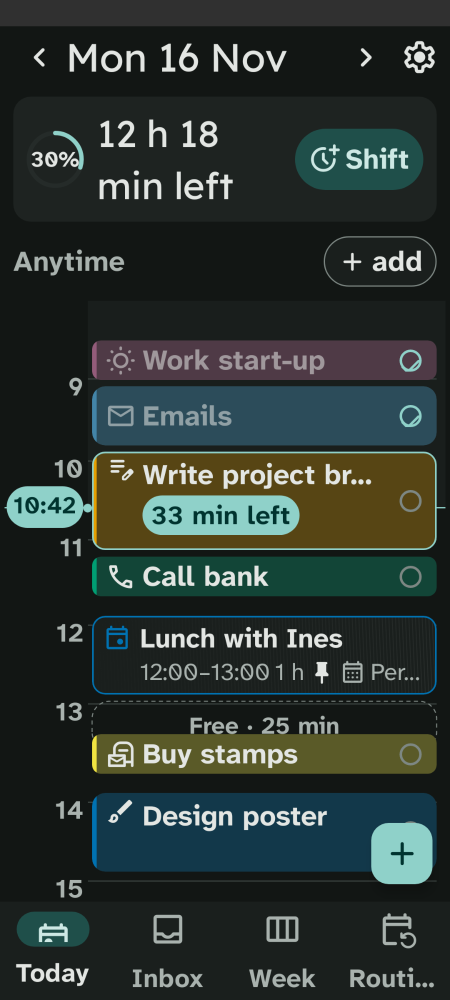 Mon 16 Nov
30%
12 h 18
min left
Shift
Anytime
+ add
Work start-up
9
Emails
10
Write project br...
10:42
33 min left
11
Call bank
12
Lunch with Ines
12:00–13:00 1 h Per...
13
Free · 25 min
Buy stamps
14
Design poster
15
Today
Inbox
Week
Routi...